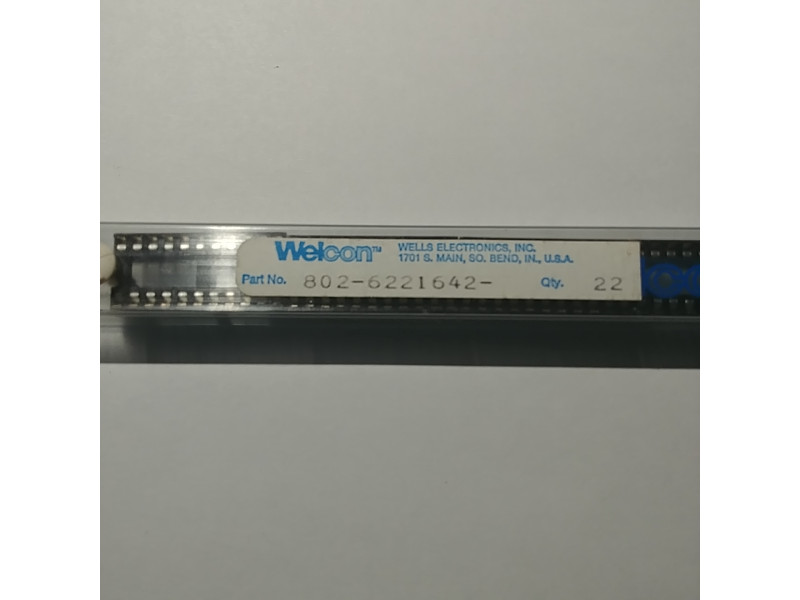 Welcon™ WELLS ELECTRONICS, INC.
1701 S. MAIN, SO. BEND, IN., U.S.A.
Part No. 802-6221642- Qty. 22